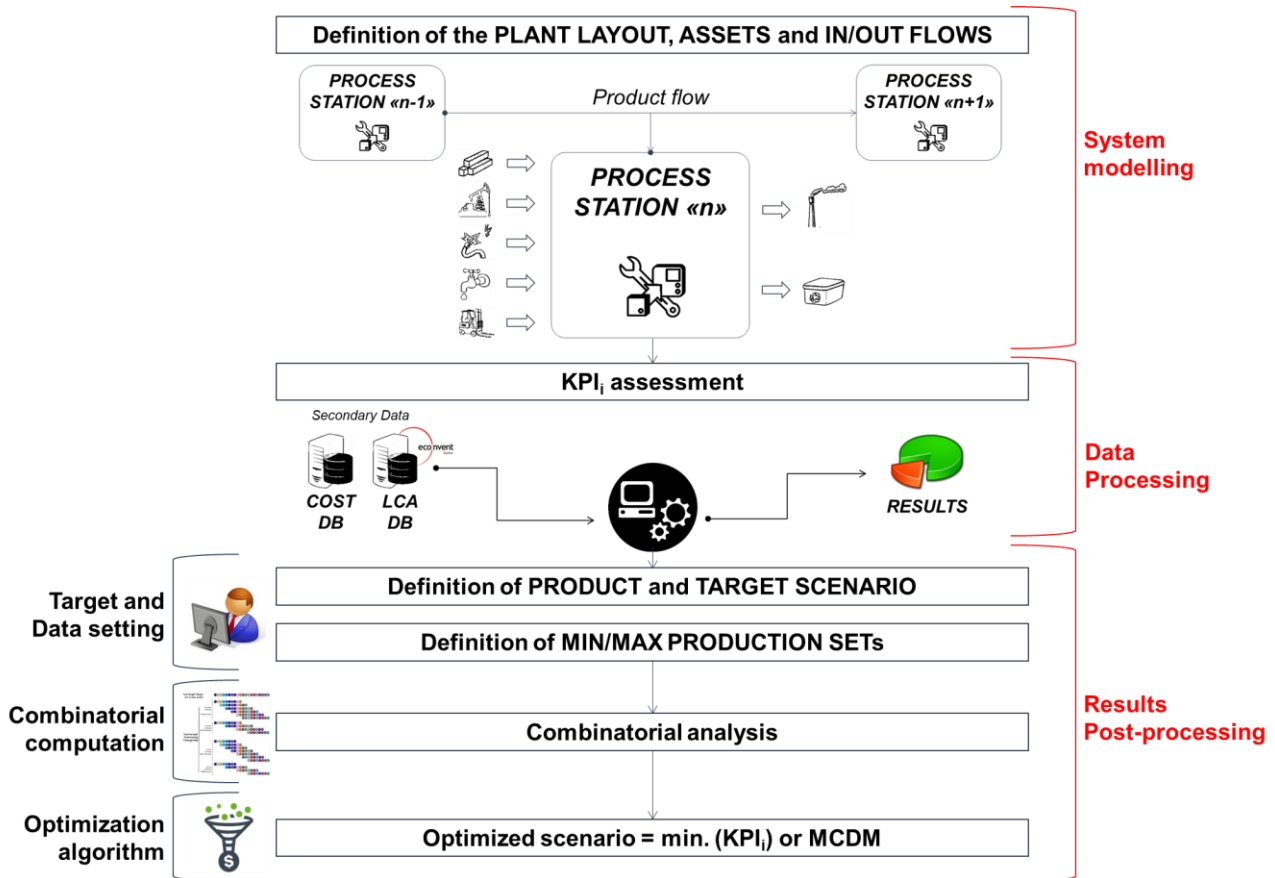 Definition of the PLANT LAYOUT, ASSETS and IN/OUT FLOWS
PROCESS
STATION «n-1»
Product flow
PROCESS
STATION «n+1»
PROCESS
STATION «n»
System
modelling
KPIi assessment
Secondary Data
ecoinvent
COST
DB
LCA
DB
RESULTS
Data
Processing
Target and
Data setting
Definition of PRODUCT and TARGET SCENARIO
Definition of MIN/MAX PRODUCTION SETs
Combinatorial
computation
Combinatorial analysis
Results
Post-processing
Optimization
algorithm
$
Optimized scenario = min. (KPIi) or MCDM